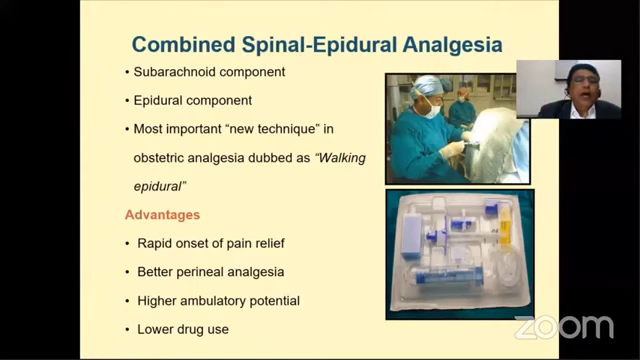 Combined Spinal-Epidural Analgesia
• Subarachnoid component
• Epidural component
• Most important “new technique” in
obstetric analgesia dubbed as “Walking
epidural”
Advantages
• Rapid onset of pain relief
• Better perineal analgesia
• Higher ambulatory potential
• Lower drug use
zoom